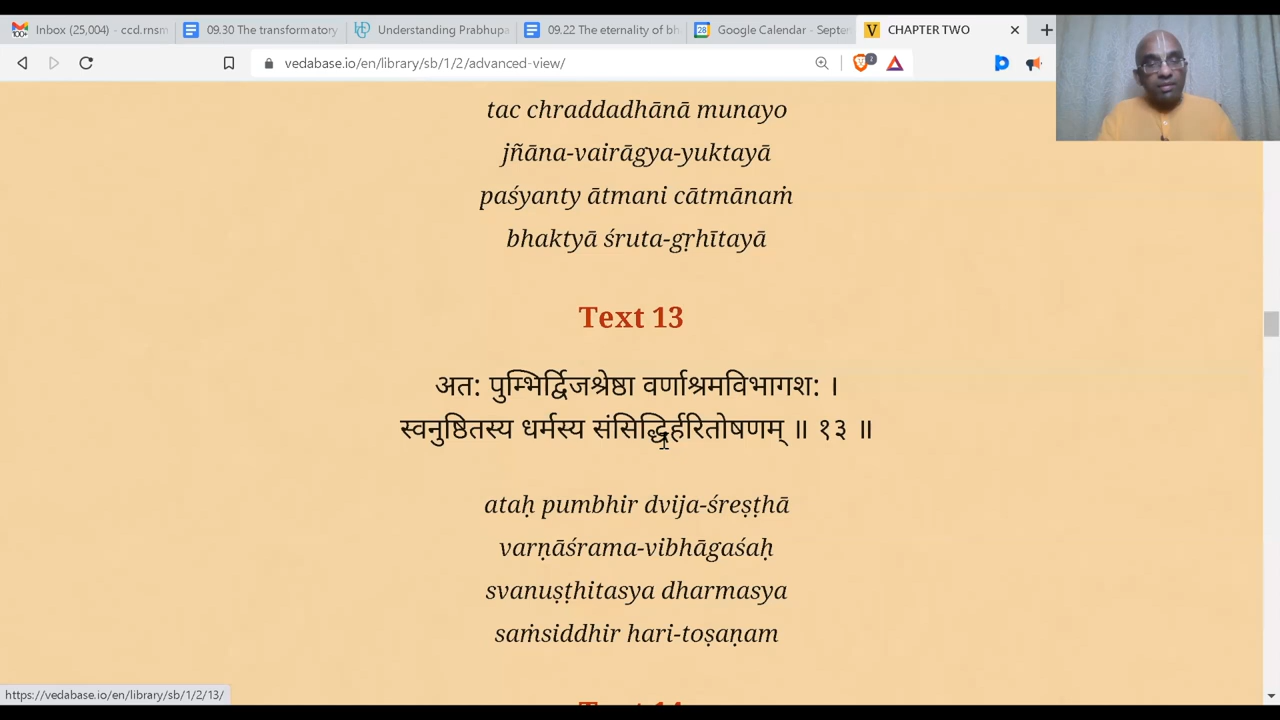 Inbox (25,004) - ccd.rns
09.30 The transformatory
Understanding Prabhupa
09.22 The eternality of bh
Google Calendar - Septer
CHAPTER TWO
vedabase.io/en/library/sb/1/2/advanced-view/
tac chraddadhānā munayo
jñāna-vairāgya-yuktayā
paśyanty ātmani cātmānaṁ
bhaktyā śruta-gṛhītayā
Text 13
अत: पुम्भिर्द्विजश्रेष्ठा वर्णाश्रमविभागश: ।
स्वनुष्ठितस्य धर्मस्य संसिद्धिर्हरितोषणम् ॥ १३ ॥
ataḥ pumbhir dvija-śreṣṭhā
varṇāśrama-vibhāgaśaḥ
svanuṣṭhitasya dharmasya
saṁsiddhir hari-toṣaṇam
https://vedabase.io/en/library/sb/1/2/13/